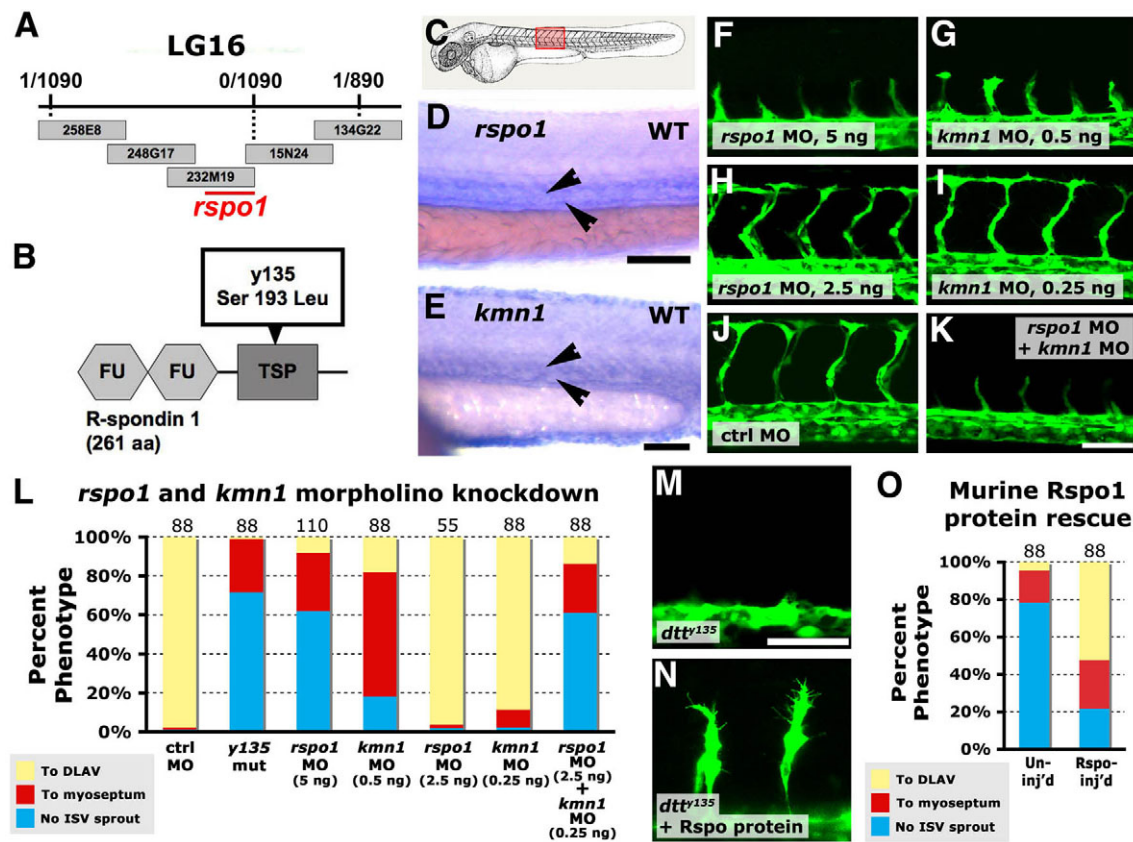 A
LG16
1/1090
0/1090
1/890
258E8
134G22
248G17
15N24
232M19
rspo1
B
y135
Ser 193 Leu
FU
FU
TSP
R-spondin 1
(261 aa)
C
D
rspo1
WT
E
kmn1
WT
F
rspo1 MO, 5 ng
G
kmn1 MO, 0.5 ng
H
rspo1 MO, 2.5 ng
I
kmn1 MO, 0.25 ng
J
ctrl MO
K
rspo1 MO
+ kmn1 MO
L
rspo1 and kmn1 morpholino knockdown
88
88
110
88
55
88
88
100%
80%
60%
40%
20%
0%
Percent
Phenotype
ctrl
MO
y135
mut
rspo1
MO
(5 ng)
kmn1
MO
(0.5 ng)
rspo1
MO
(2.5 ng)
kmn1
MO
(0.25 ng)
rspo1
MO
(2.5 ng)
+
kmn1
MO
(0.25 ng)
To DLAV
To myoseptum
No ISV sprout
M
dtty135
N
dtty135
+ Rspo protein
O
Murine Rspo1
protein rescue
88
88
100%
80%
60%
40%
20%
0%
Percent
Phenotype
Un-
inj'd
Rspo-
inj'd
To DLAV
To myoseptum
No ISV sprout